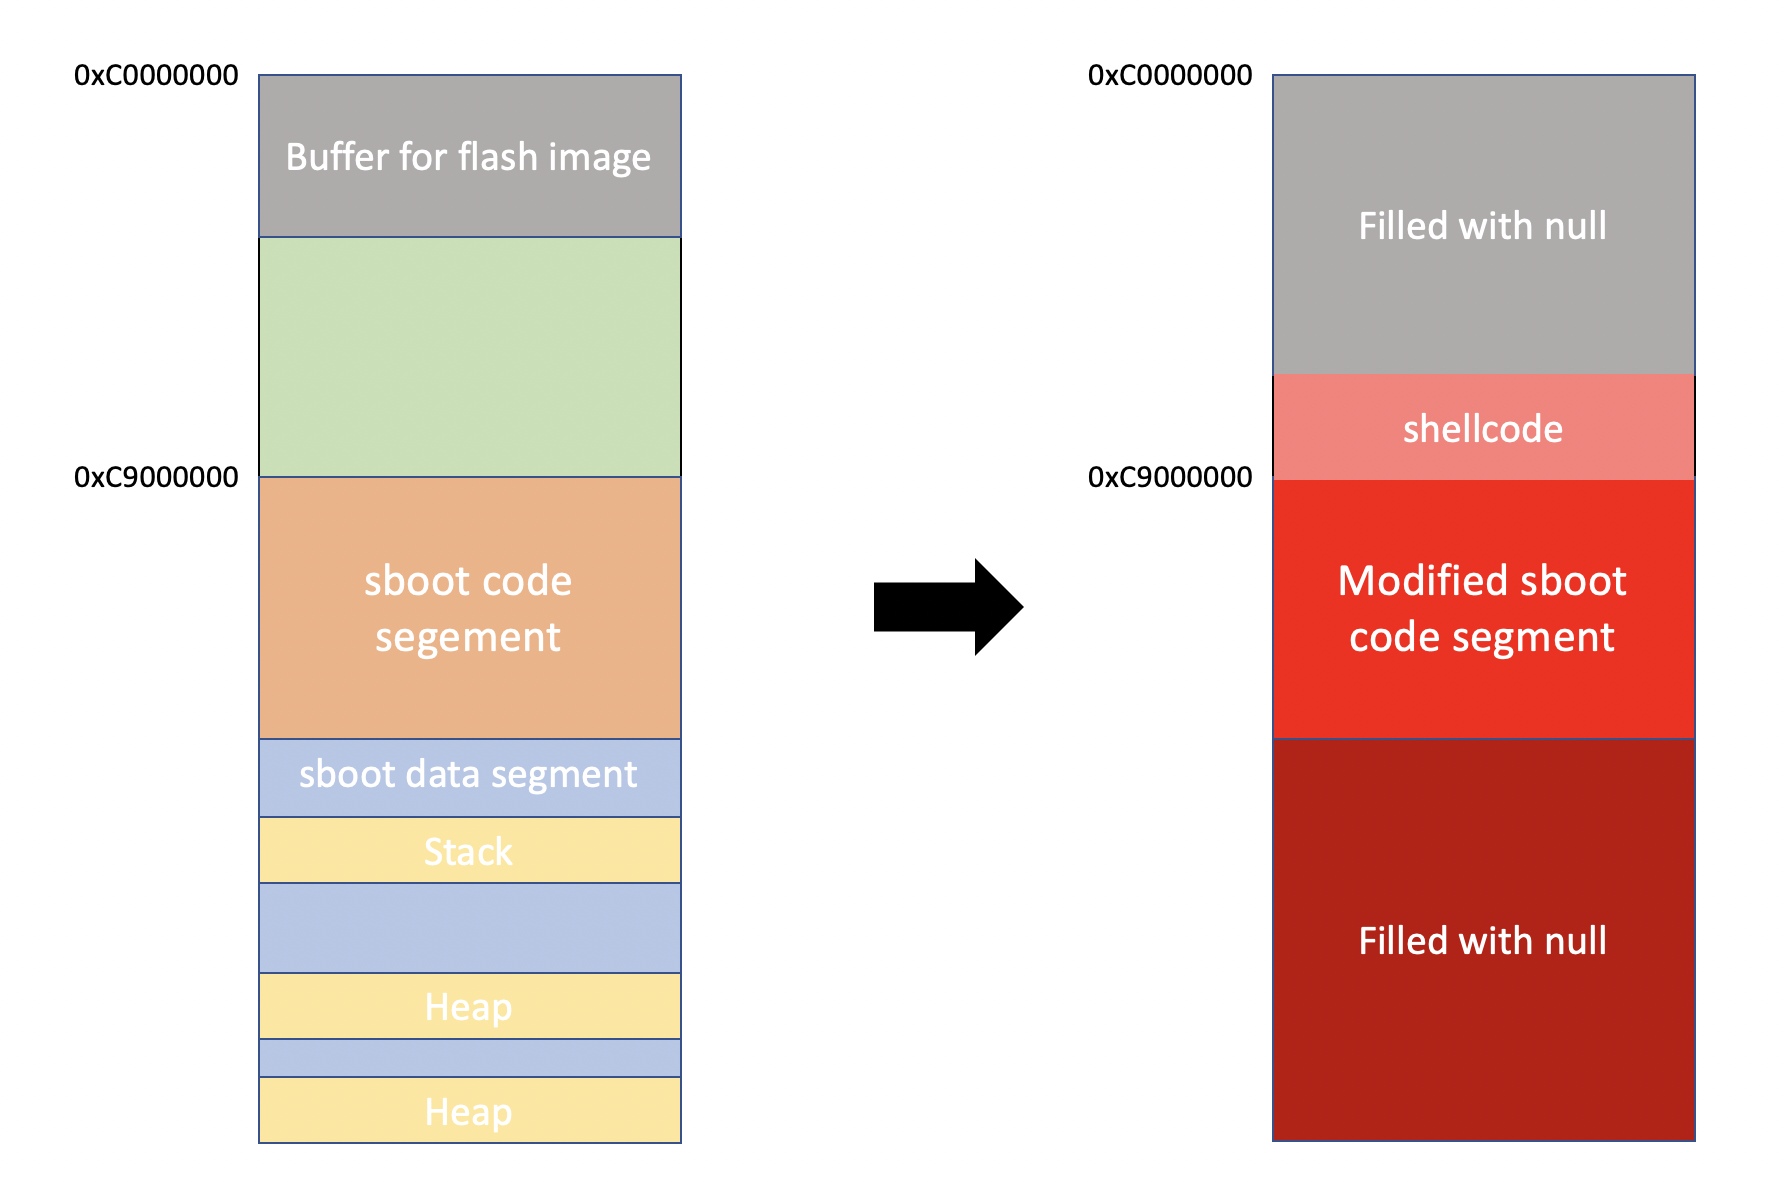 0xC0000000
Buffer for flash image
0xC9000000
sboot code
segement
sboot data segment
Stack
Heap
Heap
0xC0000000
Filled with null
shellcode
0xC9000000
Modified sboot
code segment
Filled with null